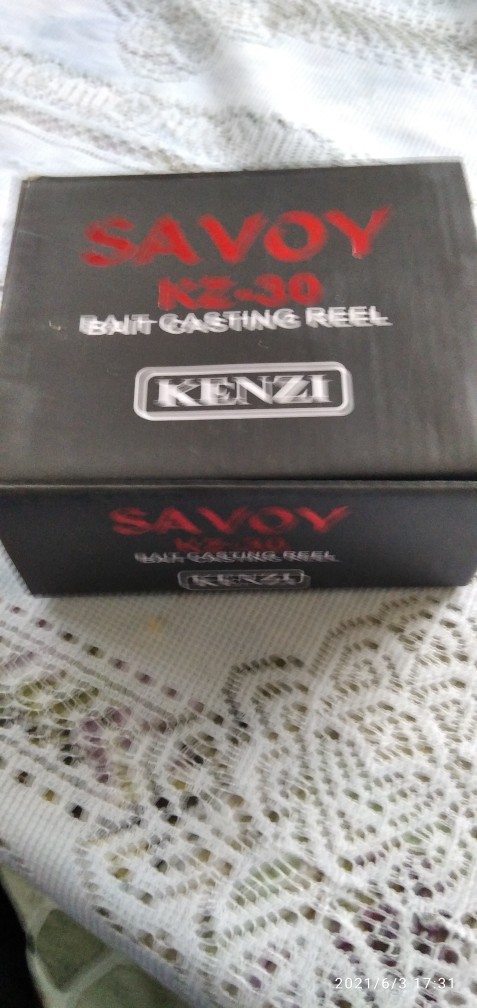 SAVOY
KZ-30
BAIT CASTING REEL
KENZI
SAVOY
KZ-30
BAIT CASTING REEL
KENZI
2021/6/3 17:31